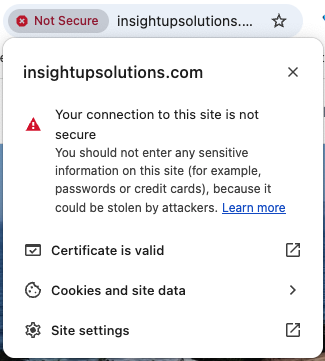 Not Secure insightupsolutions....
insightupsolutions.com
Your connection to this site is not
secure
You should not enter any sensitive
information on this site (for example,
passwords or credit cards), because it
could be stolen by attackers. Learn more
Certificate is valid
Cookies and site data
Site settings